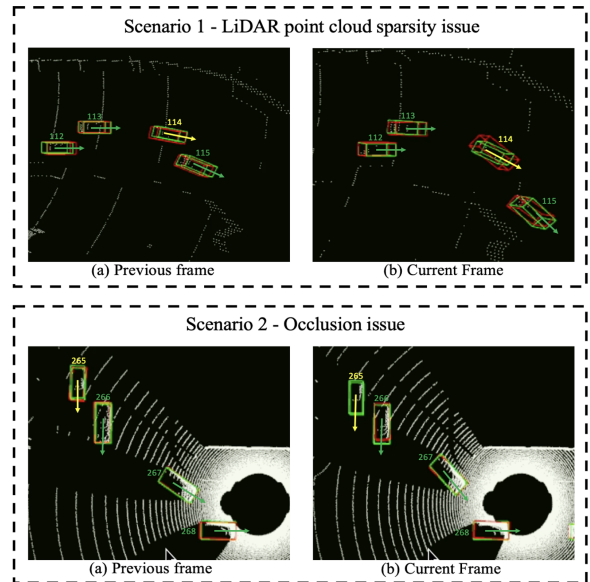 Scenario 1 - LiDAR point cloud sparsity issue
113
114
112
115
113
114
112
115
(a) Previous frame
(b) Current Frame
Scenario 2 - Occlusion issue
265
266
267
268
265
266
267
268
(a) Previous frame
(b) Current Frame